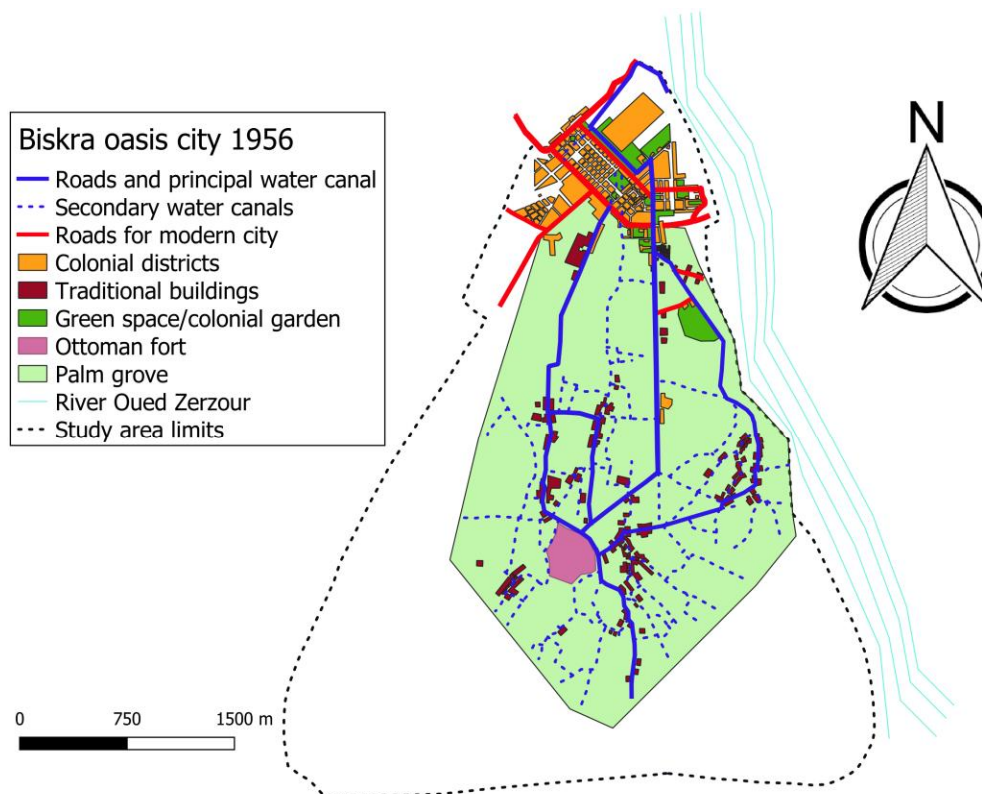 Biskra oasis city 1956
Roads and principal water canal
Secondary water canals
Roads for modern city
Colonial districts
Traditional buildings
Green space/colonial garden
Ottoman fort
Palm grove
River Oued Zerzour
Study area limits
N
0 750 1500 m